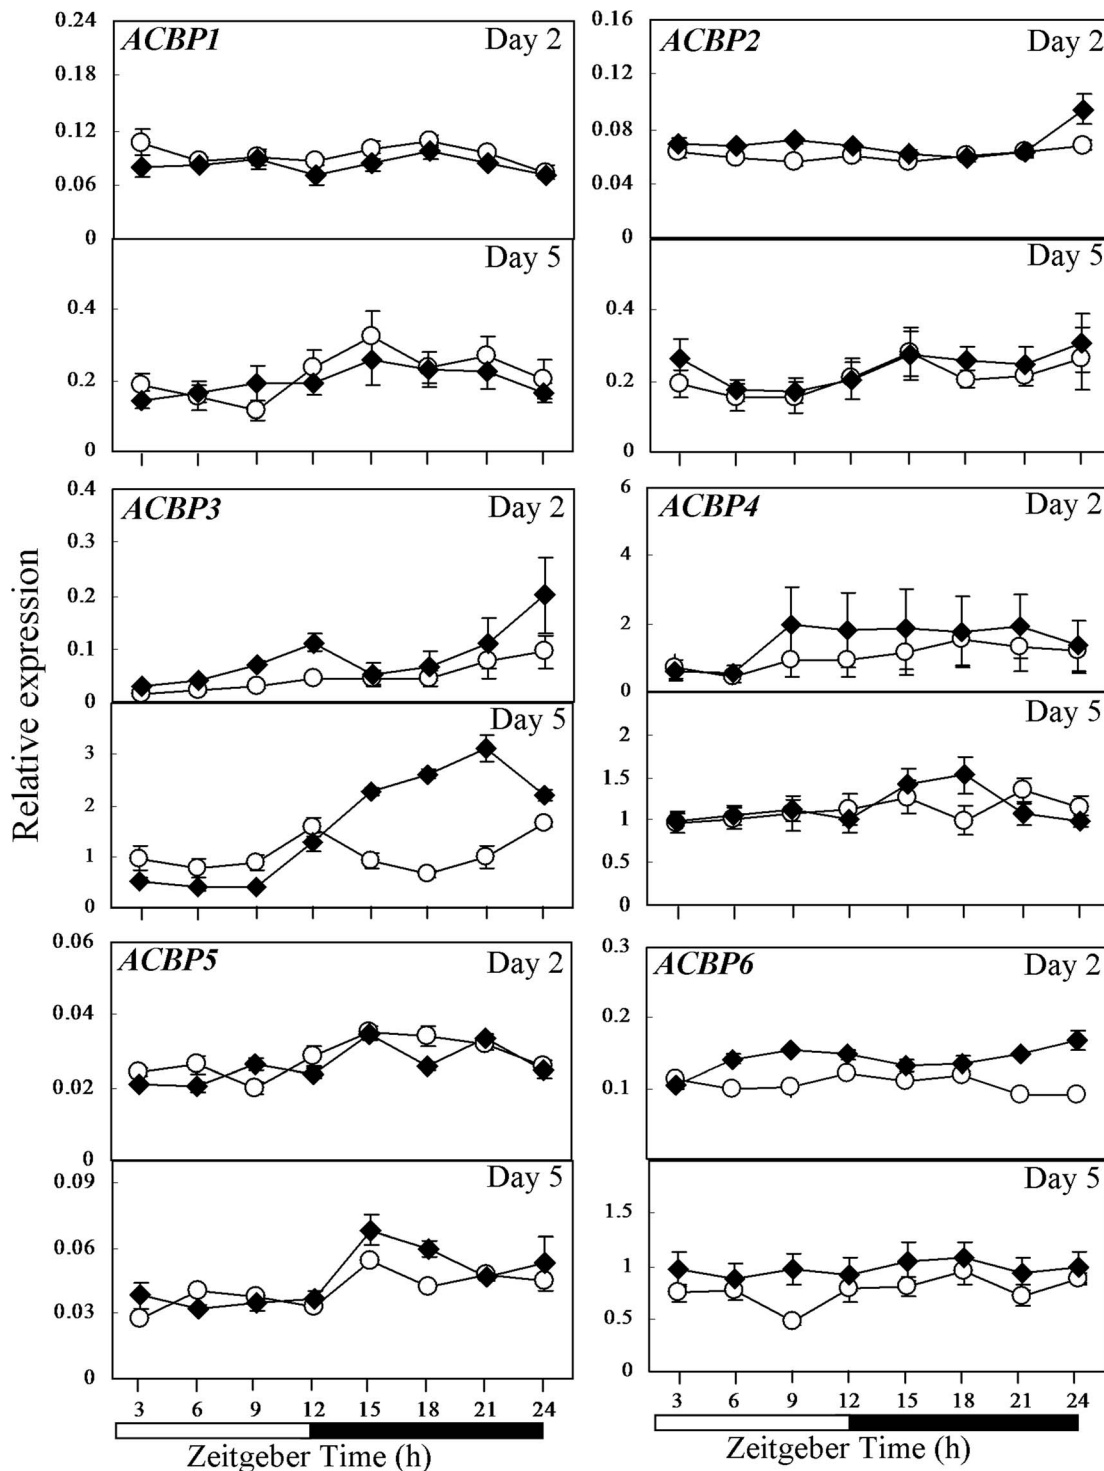 0.24
ACBP1
Day 2
0.18
0.12
0.06
0
Day 5
0.4
0.2
0
0.16
ACBP2
Day 2
0.12
0.08
0.04
0
Day 5
0.4
0.2
0
Relative expression
0.4
ACBP3
Day 2
0.3
0.2
0.1
0
Day 5
3
2
1
0
6
ACBP4
Day 2
4
2
0
Day 5
2
1.5
1
0.5
0
0.06
ACBP5
Day 2
0.04
0.02
0
0.09
Day 5
0.06
0.03
0
3 6 9 12 15 18 21 24
Zeitgeber Time (h)
0.3
ACBP6
Day 2
0.2
0.1
Day 5
1.5
1
0.5
0
3 6 9 12 15 18 21 24
Zeitgeber Time (h)